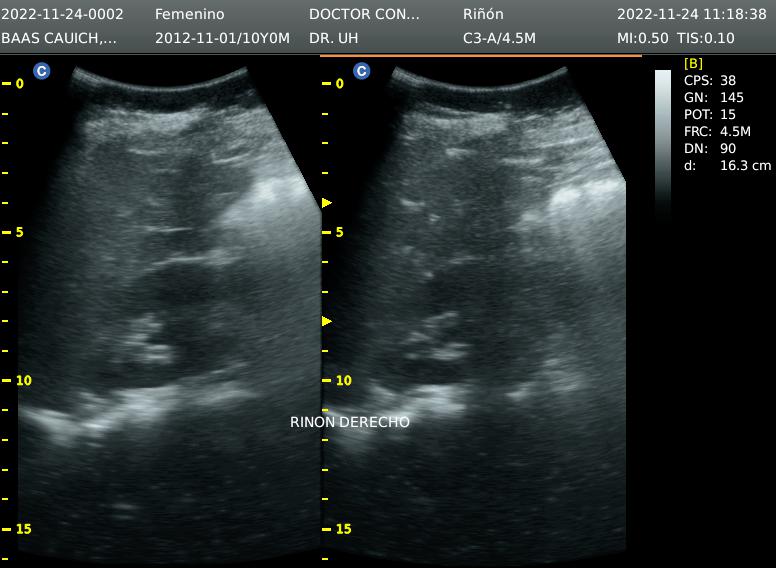 2022-11-24-0002 Femenino DOCTOR CON... Riñón 2022-11-24 11:18:38
BAAS CAUICH,... 2012-11-01/10Y0M DR. UH C3-A/4.5M MI:0.50 TIS:0.10
C
0
5
10
15
C
0
5
10
15
[B]
CPS: 38
GN: 145
POT: 15
FRC: 4.5M
DN: 90
d: 16.3 cm
RINON DERECHO